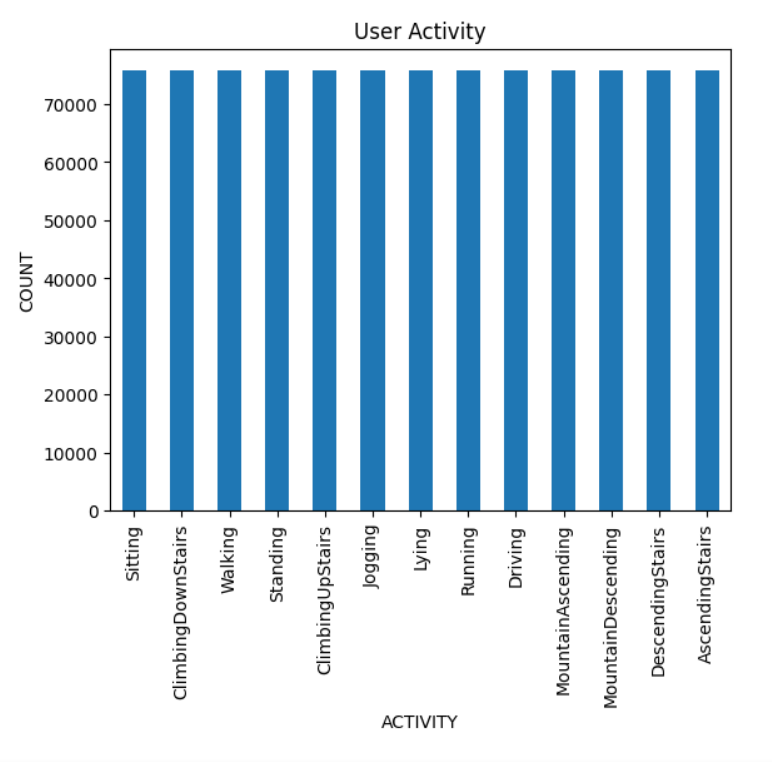 User Activity
70000
60000
50000
40000
30000
20000
10000
0
COUNT
Sitting
ClimbingDownStairs
Walking
Standing
ClimbingUpStairs
Jogging
Lying
Running
Driving
MountainAscending
MountainDescending
DescendingStairs
AscendingStairs
ACTIVITY